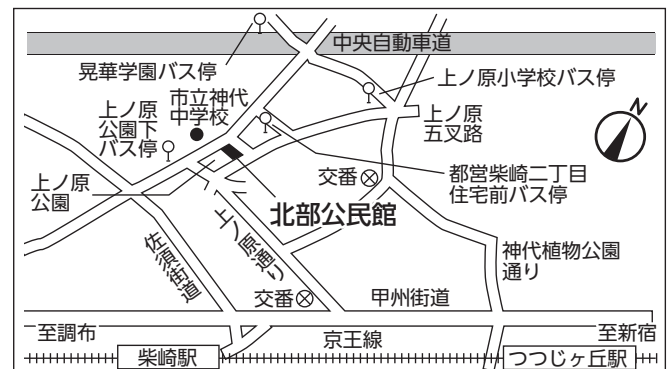 中央自動車道
晃華学園バス停
上ノ原小学校バス停
市立神代
中学校
上ノ原
公園下
バス停
上ノ原
五叉路
N
都営柴崎二丁目
住宅前バス停
交番
上ノ原
公園
北部公民館
佐須街道
上ノ原通り
神代植物公園
通り
交番
甲州街道
至調布
京王線
至新宿
柴崎駅
つつじヶ丘駅